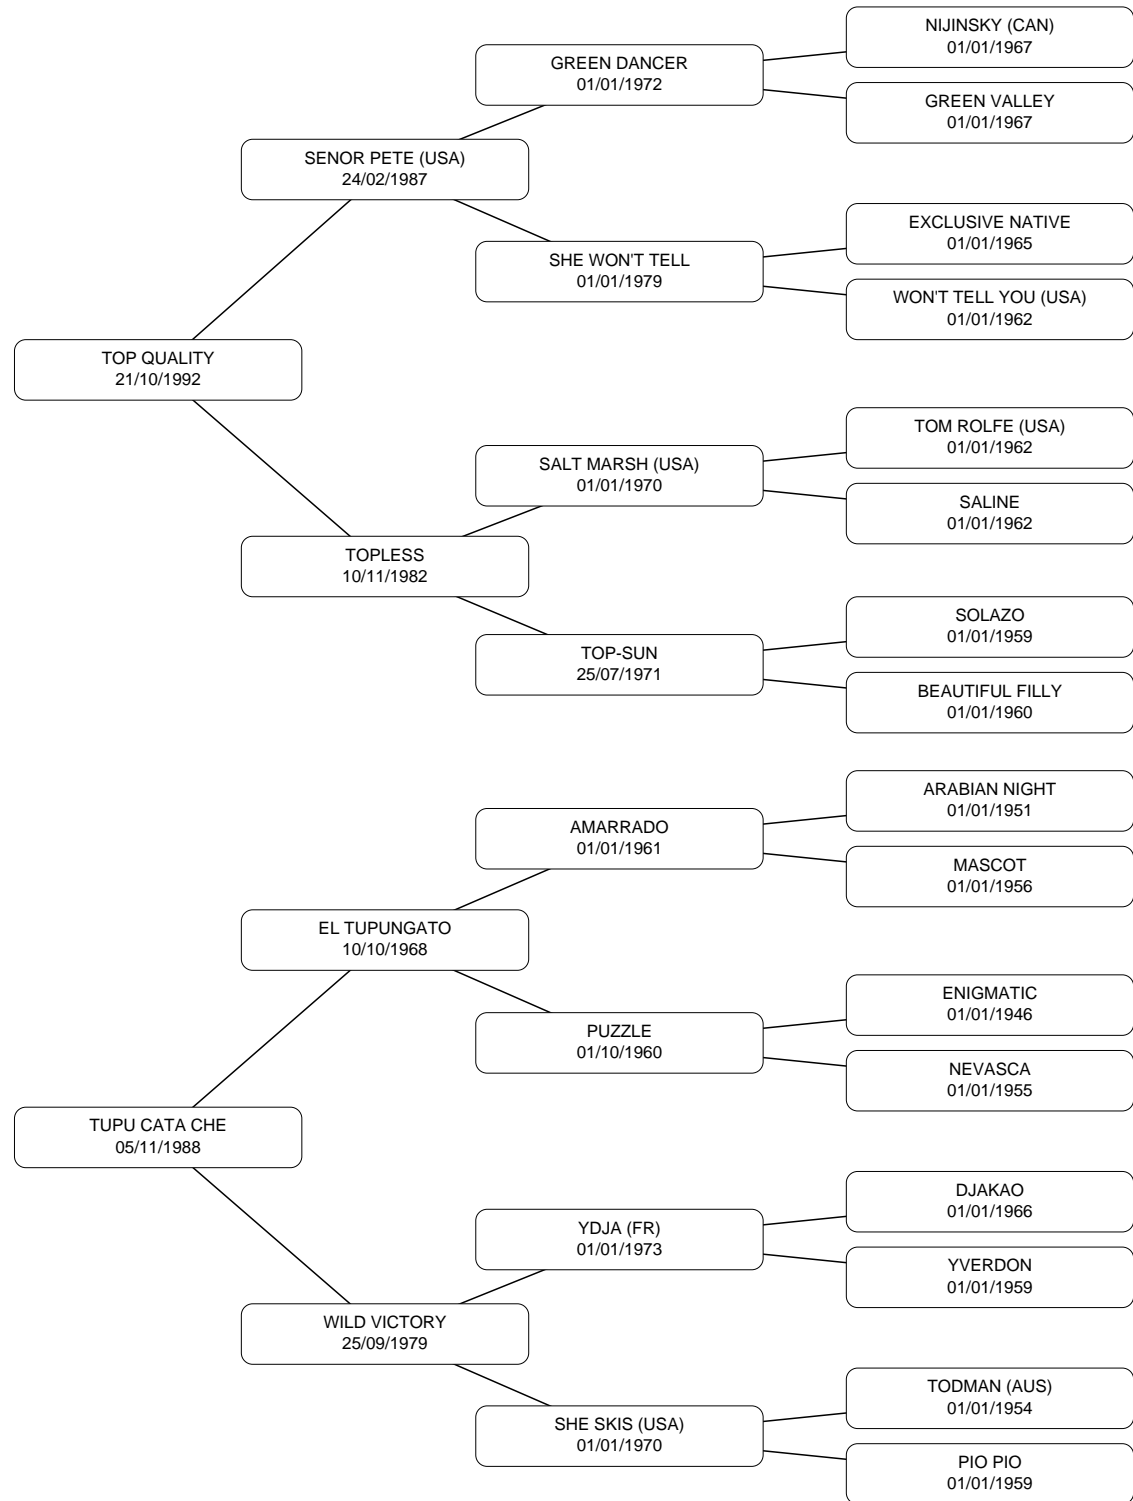 NIJINSKY (CAN)
01/01/1967
GREEN DANCER
01/01/1972
GREEN VALLEY
01/01/1967
SENOR PETE (USA)
24/02/1987
EXCLUSIVE NATIVE
01/01/1965
SHE WON'T TELL
01/01/1979
WON'T TELL YOU (USA)
01/01/1962
TOP QUALITY
21/10/1992
TOM ROLFE (USA)
01/01/1962
SALT MARSH (USA)
01/01/1970
SALINE
01/01/1962
TOPLESS
10/11/1982
SOLAZO
01/01/1959
TOP-SUN
25/07/1971
BEAUTIFUL FILLY
01/01/1960
ARABIAN NIGHT
01/01/1951
AMARRADO
01/01/1961
MASCOT
01/01/1956
EL TUPUNGATO
10/10/1968
ENIGMATIC
01/01/1946
PUZZLE
01/10/1960
NEVASCA
01/01/1955
TUPU CATA CHE
05/11/1988
DJAKAO
01/01/1966
YDJA (FR)
01/01/1973
YVERDON
01/01/1959
WILD VICTORY
25/09/1979
TODMAN (AUS)
01/01/1954
SHE SKIS (USA)
01/01/1970
PIO PIO
01/01/1959